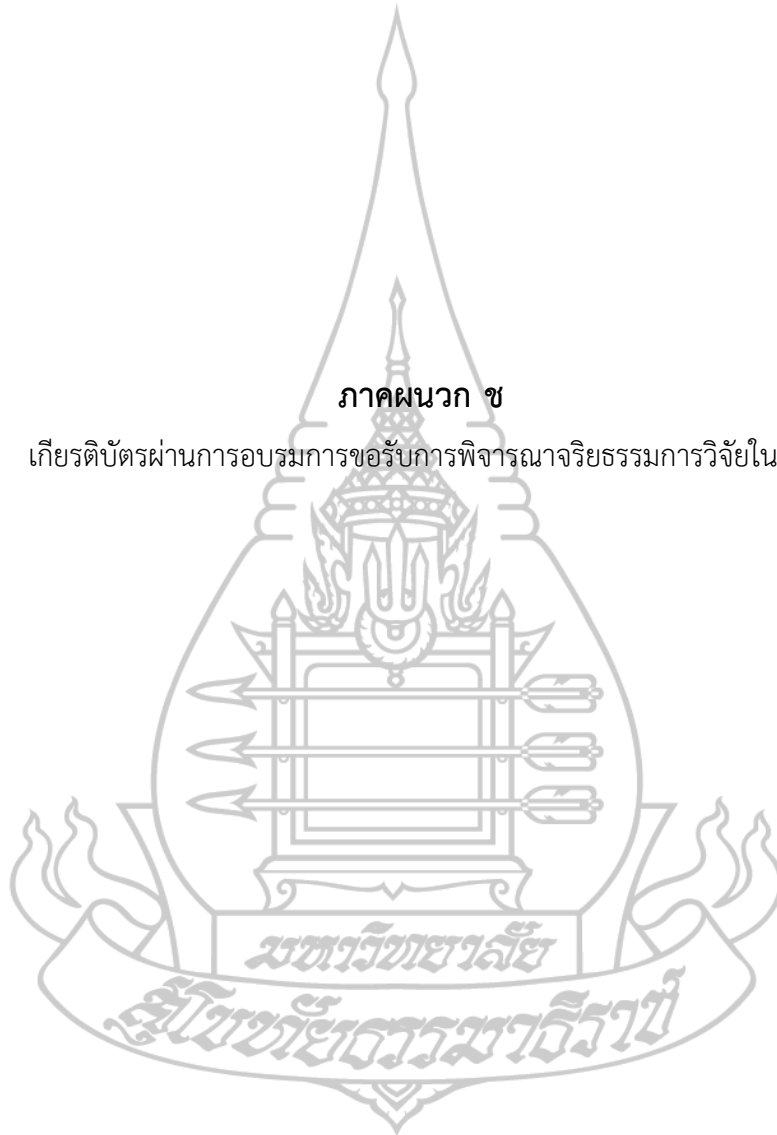 ภาคผนวก ช
เกียรติบัตรผ่านการอบรมการขอรับการพิจารณาจริยธรรมการวิจัยใน
มหาวิทยาลัย
สุโขทัยธรรมาธิราช